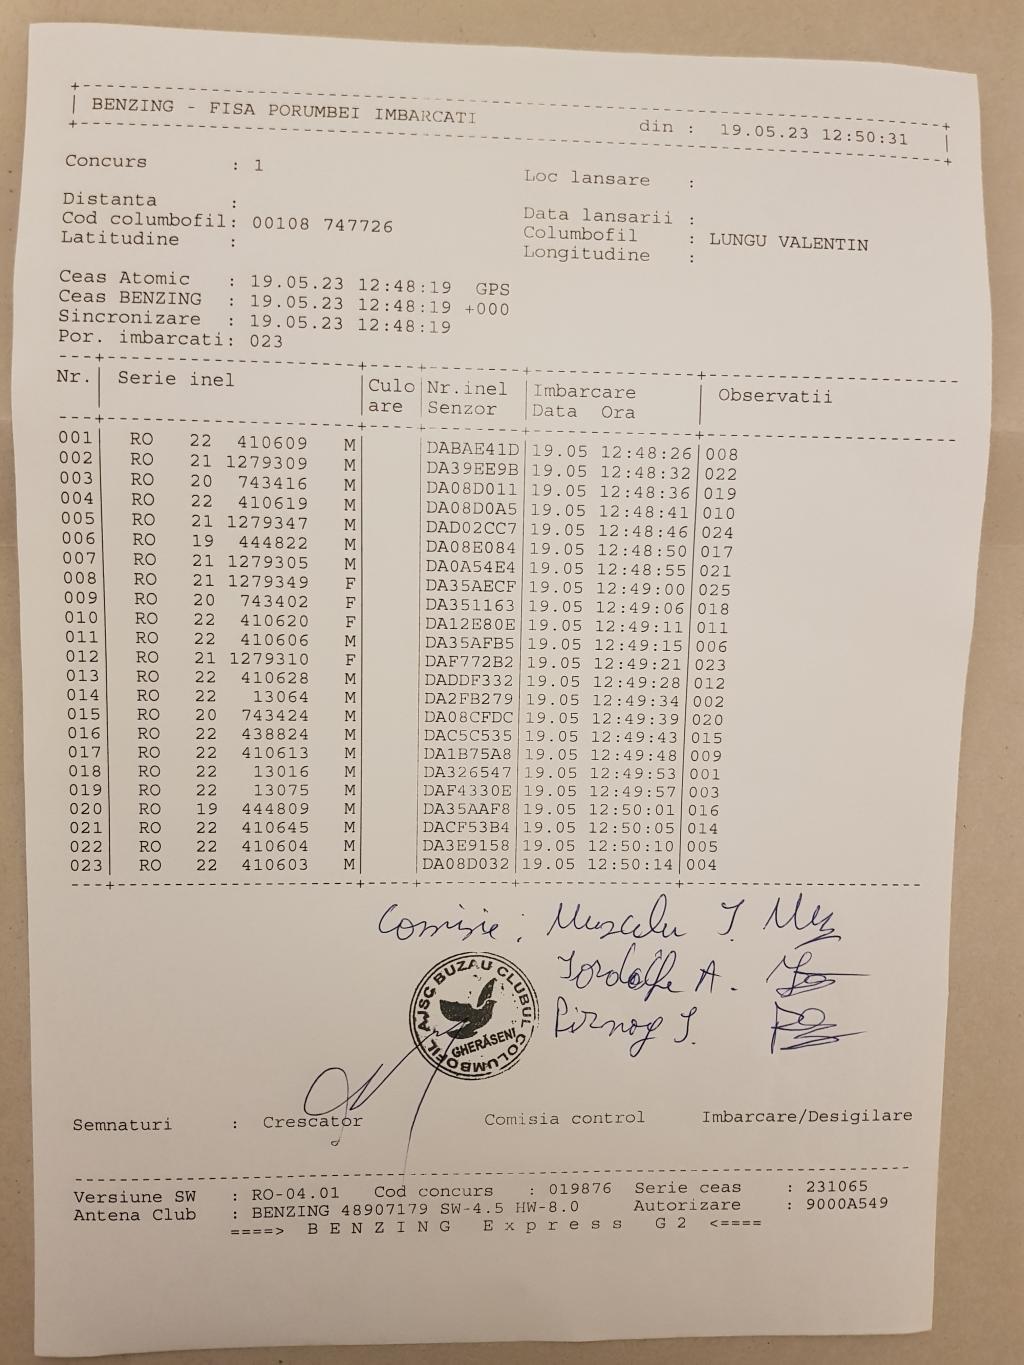 BENZING - FISA PORUMBEI IMBARCATI din : 19.05.23 12:50:31
Concurs : 1 Loc lansare :
Distanta : Data lansarii :
Cod columbofil: 00108 747726 Columbofil : LUNGU VALENTIN
Latitudine : Longitudine :
Ceas Atomic : 19.05.23 12:48:19 GPS
Ceas BENZING : 19.05.23 12:48:19 +000
Sincronizare : 19.05.23 12:48:19
Por. imbarcati: 023
Nr. Serie inel Culo Nr.inel Imbarcare Observatii
are Senzor Data Ora
001 RO 22 410609 M DABAE41D 19.05 12:48:26 008
002 RO 21 1279309 M DA39EE9B 19.05 12:48:32 022
003 RO 20 743416 M DA08D011 19.05 12:48:36 019
004 RO 22 410619 M DA08D0A5 19.05 12:48:41 010
005 RO 21 1279347 M DAD02CC7 19.05 12:48:46 024
006 RO 19 444822 M DA08E084 19.05 12:48:50 017
007 RO 21 1279305 M DA0A54E4 19.05 12:48:55 021
008 RO 21 1279349 F DA35AECF 19.05 12:49:00 025
009 RO 20 743402 F DA351163 19.05 12:49:06 018
010 RO 22 410620 F DA12E80E 19.05 12:49:11 011
011 RO 22 410606 M DA35AFB5 19.05 12:49:15 006
012 RO 21 1279310 F DAF772B2 19.05 12:49:21 023
013 RO 22 410628 M DADDF332 19.05 12:49:28 012
014 RO 22 13064 M DA2FB279 19.05 12:49:34 002
015 RO 20 743424 M DA08CFDC 19.05 12:49:39 020
016 RO 22 438824 M DAC5C535 19.05 12:49:43 015
017 RO 22 410613 M DA1B75A8 19.05 12:49:48 009
018 RO 22 13016 M DA326547 19.05 12:49:53 001
019 RO 22 13075 M DAF4330E 19.05 12:49:57 003
020 RO 19 444809 M DA35AAF8 19.05 12:50:01 016
021 RO 22 410645 M DACF53B4 19.05 12:50:05 014
022 RO 22 410604 M DA3E9158 19.05 12:50:10 005
023 RO 22 410603 M DA08D032 19.05 12:50:14 004
Comisie: Muscalu I.
A.
Pirnog I.
AJSC BUZAU CLUBUL COLUMBOFIL
GHERĂSENI
Semnaturi : Crescator Comisia control Imbarcare/Desigilare
Versiune SW : RO-04.01 Cod concurs : 019876 Serie ceas : 231065
Antena Club : BENZING 48907179 SW-4.5 HW-8.0 Autorizare : 9000A549
====> B E N Z I N G E x p r e s s G 2 <====